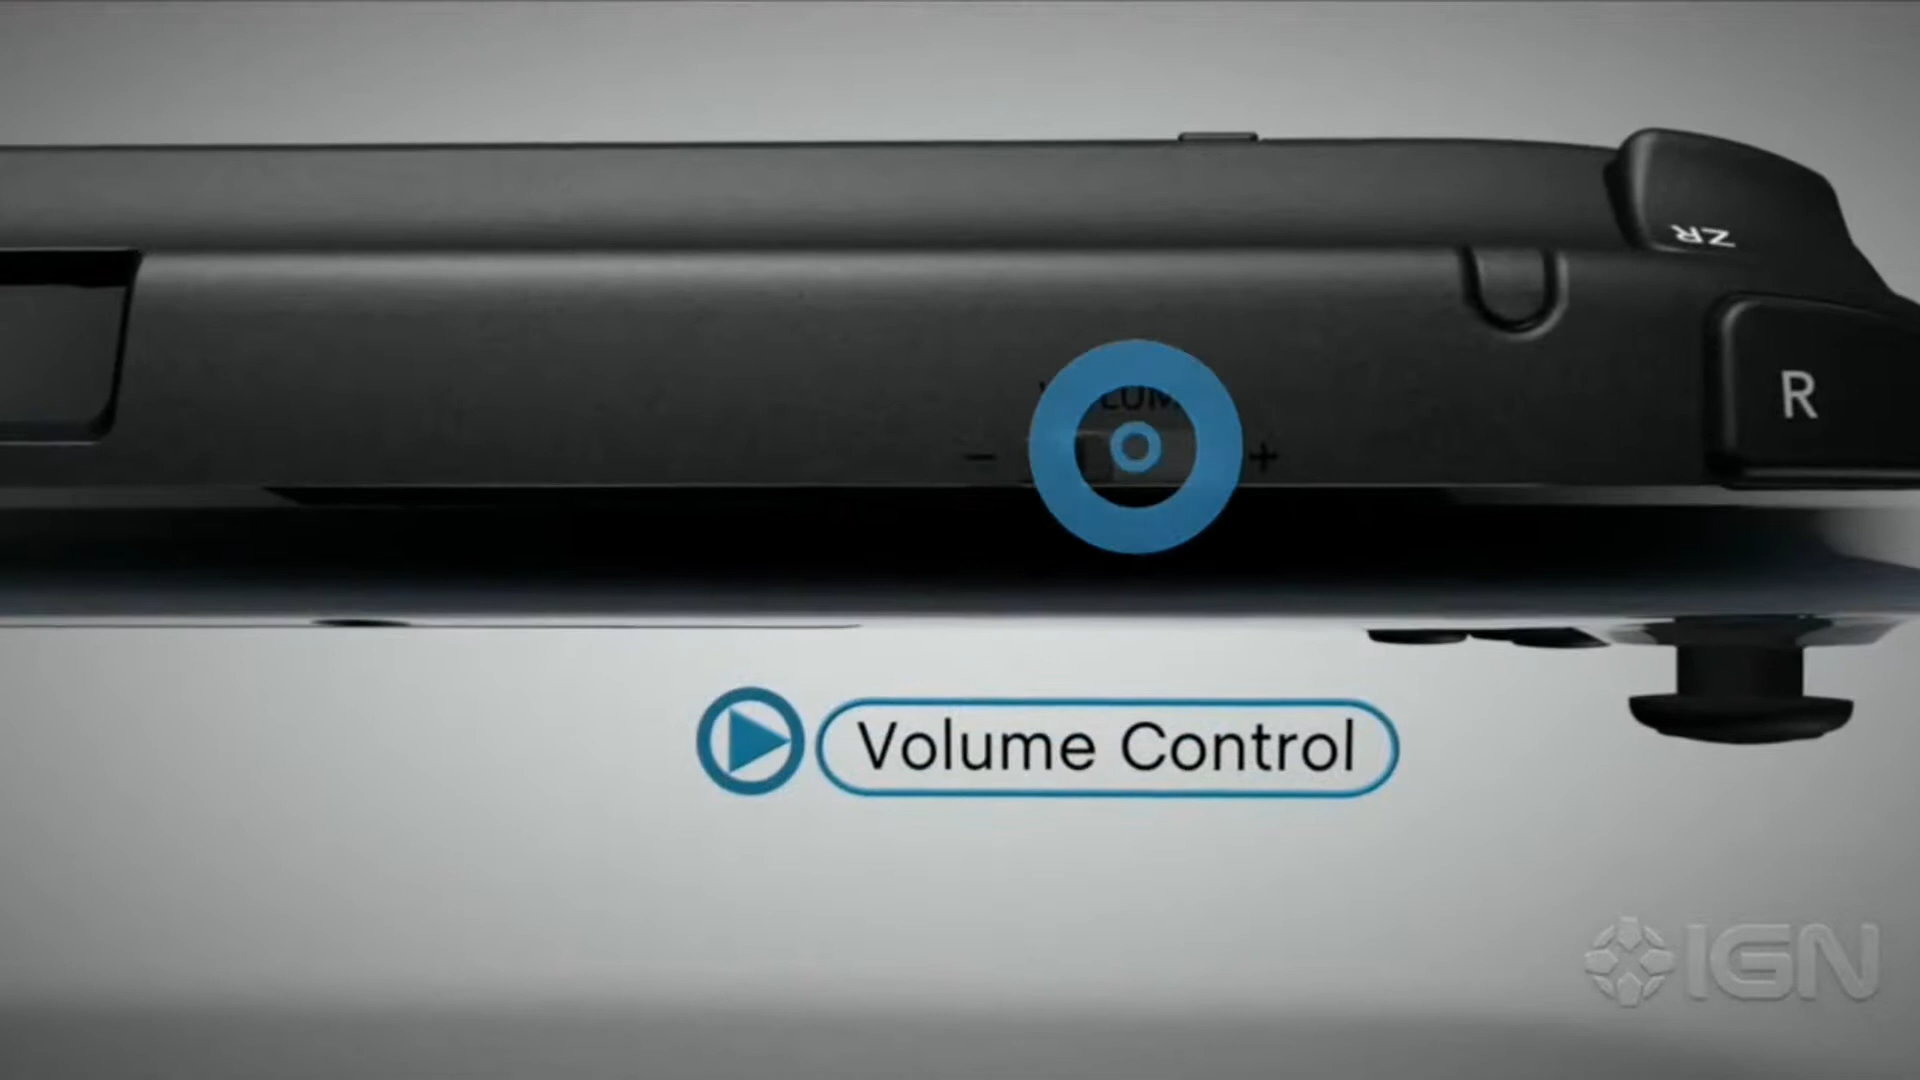 ZR
R
- +
Volume Control
IGN